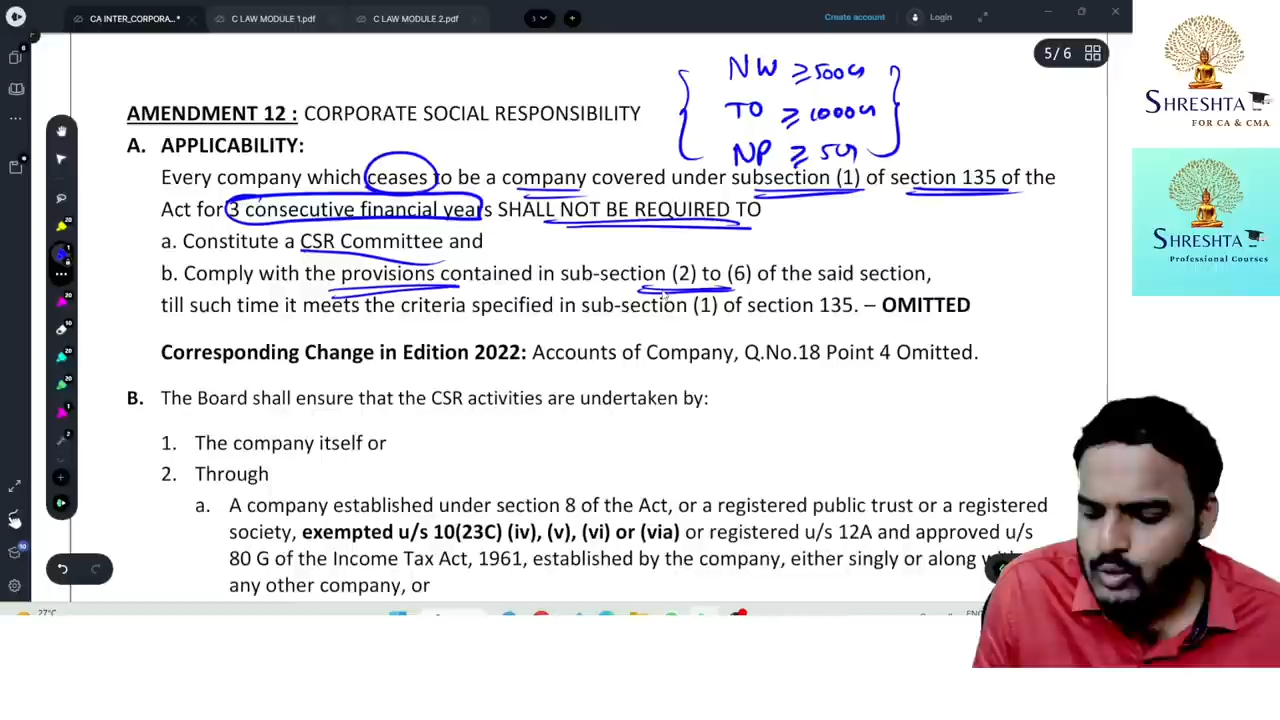 CA INTER_CORPORA...*
C LAW MODULE 1.pdf
C LAW MODULE 2.pdf
3
Create account
Login
5/6
NW ≥500cr
TO ≥1000cr
NP ≥5cr
AMENDMENT 12 : CORPORATE SOCIAL RESPONSIBILITY
A. APPLICABILITY:
Every company which ceases to be a company covered under subsection (1) of section 135 of the
Act for 3 consecutive financial years SHALL NOT BE REQUIRED TO
a. Constitute a CSR Committee and
b. Comply with the provisions contained in sub-section (2) to (6) of the said section,
till such time it meets the criteria specified in sub-section (1) of section 135. – OMITTED
Corresponding Change in Edition 2022: Accounts of Company, Q.No.18 Point 4 Omitted.
B. The Board shall ensure that the CSR activities are undertaken by:
1. The company itself or
2. Through
a. A company established under section 8 of the Act, or a registered public trust or a registered
society, exempted u/s 10(23C) (iv), (v), (vi) or (via) or registered u/s 12A and approved u/s
80 G of the Income Tax Act, 1961, established by the company, either singly or along
any other company, or
27°C
SHRESHTA
FOR CA & CMA
SHRESHTA
Professional Courses